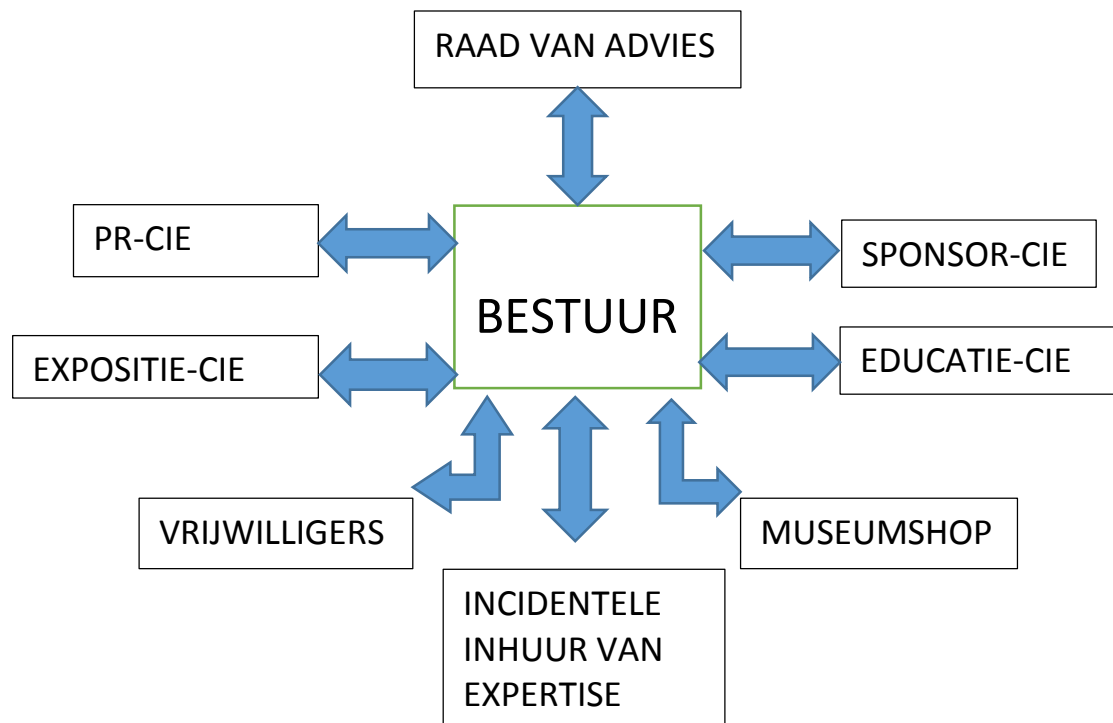 RAAD VAN ADVIES
PR-CIE
SPONSOR-CIE
BESTUUR
EXPOSITIE-CIE
EDUCATIE-CIE
VRIJWILLIGERS
MUSEUMSHOP
INCIDENTELE
INHUUR VAN
EXPERTISE